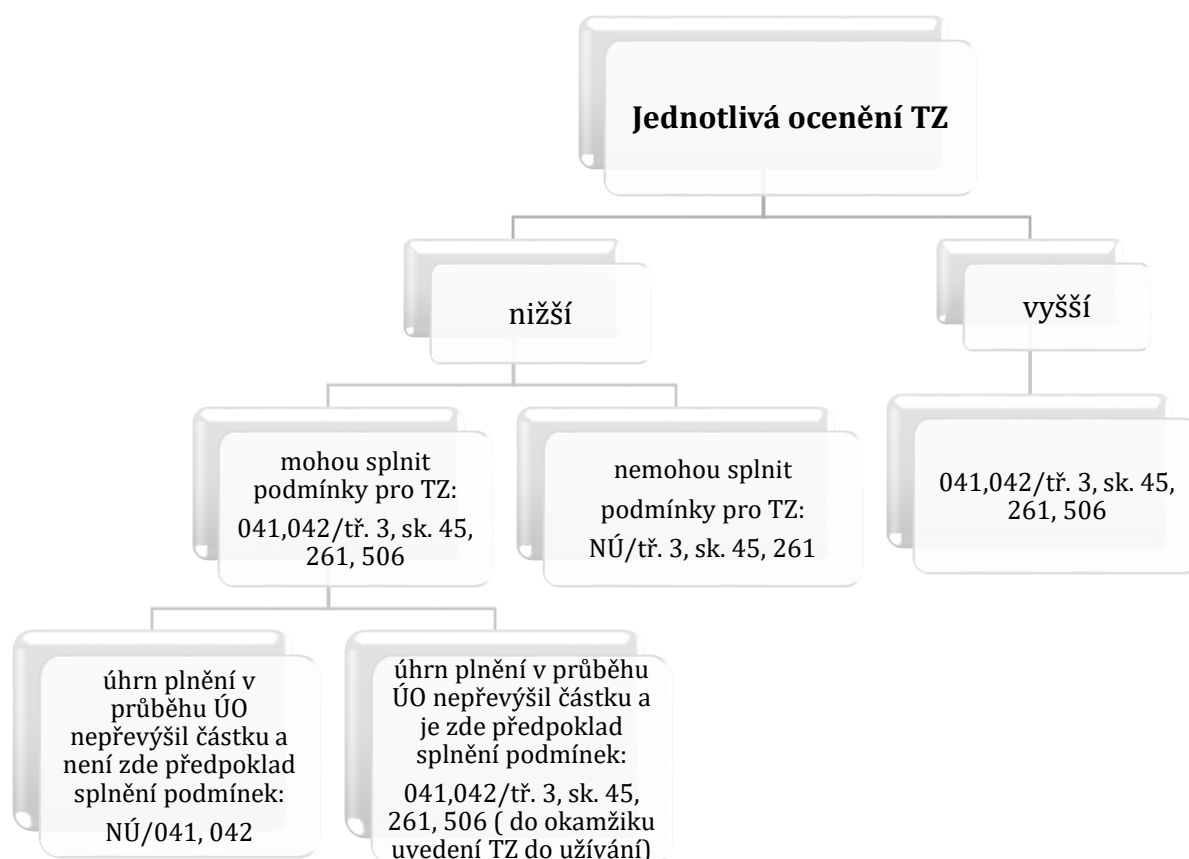 Jednotlivá ocenění TZ
nižší
vyšší
mohou splnit
podmínky pro TZ:
041,042/tř. 3, sk. 45,
261, 506
nemohou splnit
podmínky pro TZ:
NÚ/tř. 3, sk. 45, 261
041,042/tř. 3, sk. 45,
261, 506
úhrn plnění v
průběhu ÚO
nepřevýšil částku a
není zde předpoklad
splnění podmínek:
NÚ/041, 042
úhrn plnění v průběhu
ÚO nepřevýšil částku a
je zde předpoklad
splnění podmínek:
041,042/tř. 3, sk. 45,
261, 506 ( do okamžiku
uvedení TZ do užívání)